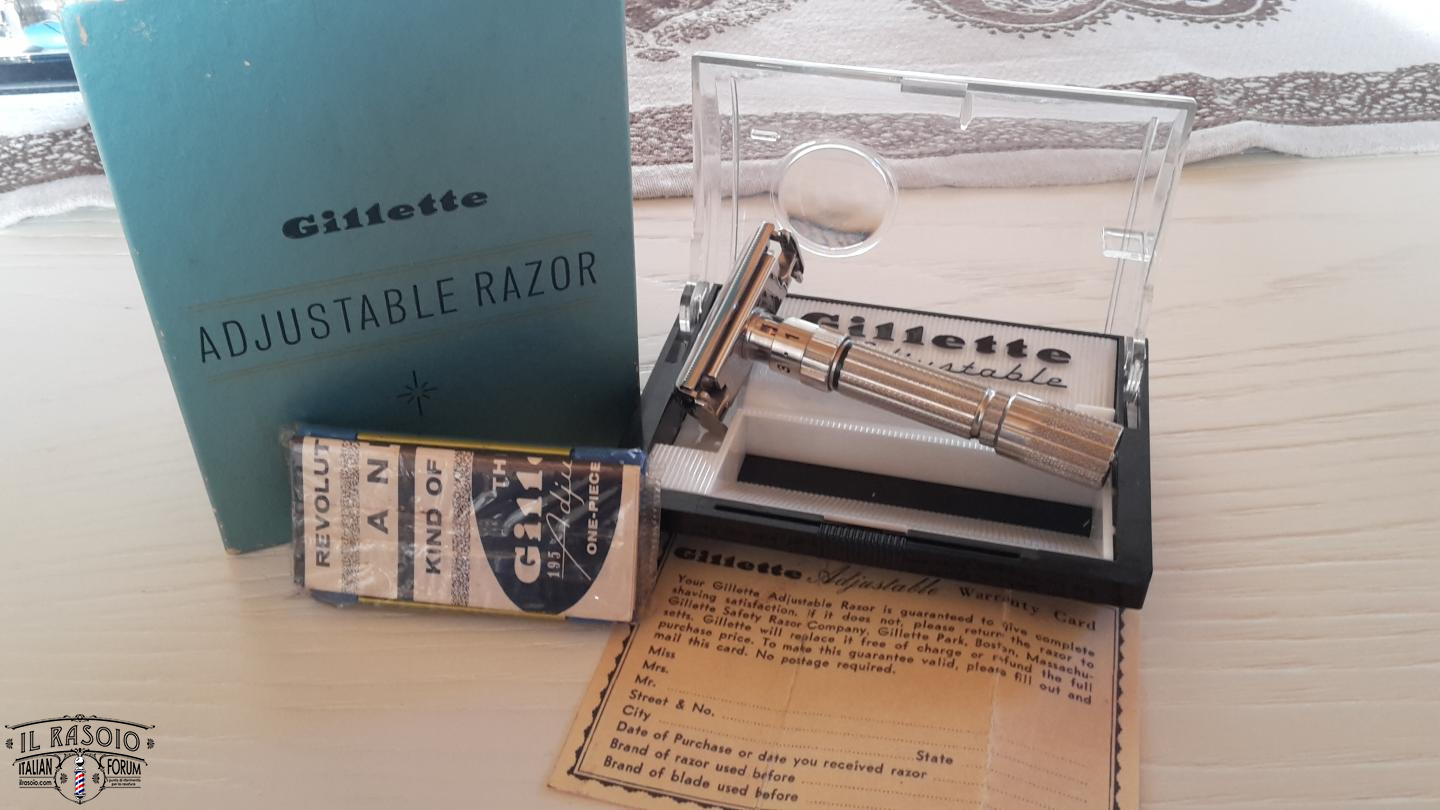 Gillette
ADJUSTABLE RAZOR
Gillette
Adjustable
1
3
REVOLUT
A N
KIND OF
TH
Gill
195 Adju
ONE-PIECE
Gillette Adjustable Warranty Card
Your Gillette Adjustable Razor is guaranteed to give complete
shaving satisfaction. If it does not, please return the razor to
Gillette Safety Razor Company, Gillette Park, Boston, Massachu-
setts. Gillette will replace it free of charge or refund the full
purchase price. To make this guarantee valid, please fill out and
mail this card. No postage required.
Miss
Mrs.
Mr.
Street & No.
City State
Date of Purchase or date you received razor
Brand of razor used before
Brand of blade used before
IL RASOIO
ITALIAN FORUM
ilrasoio.com